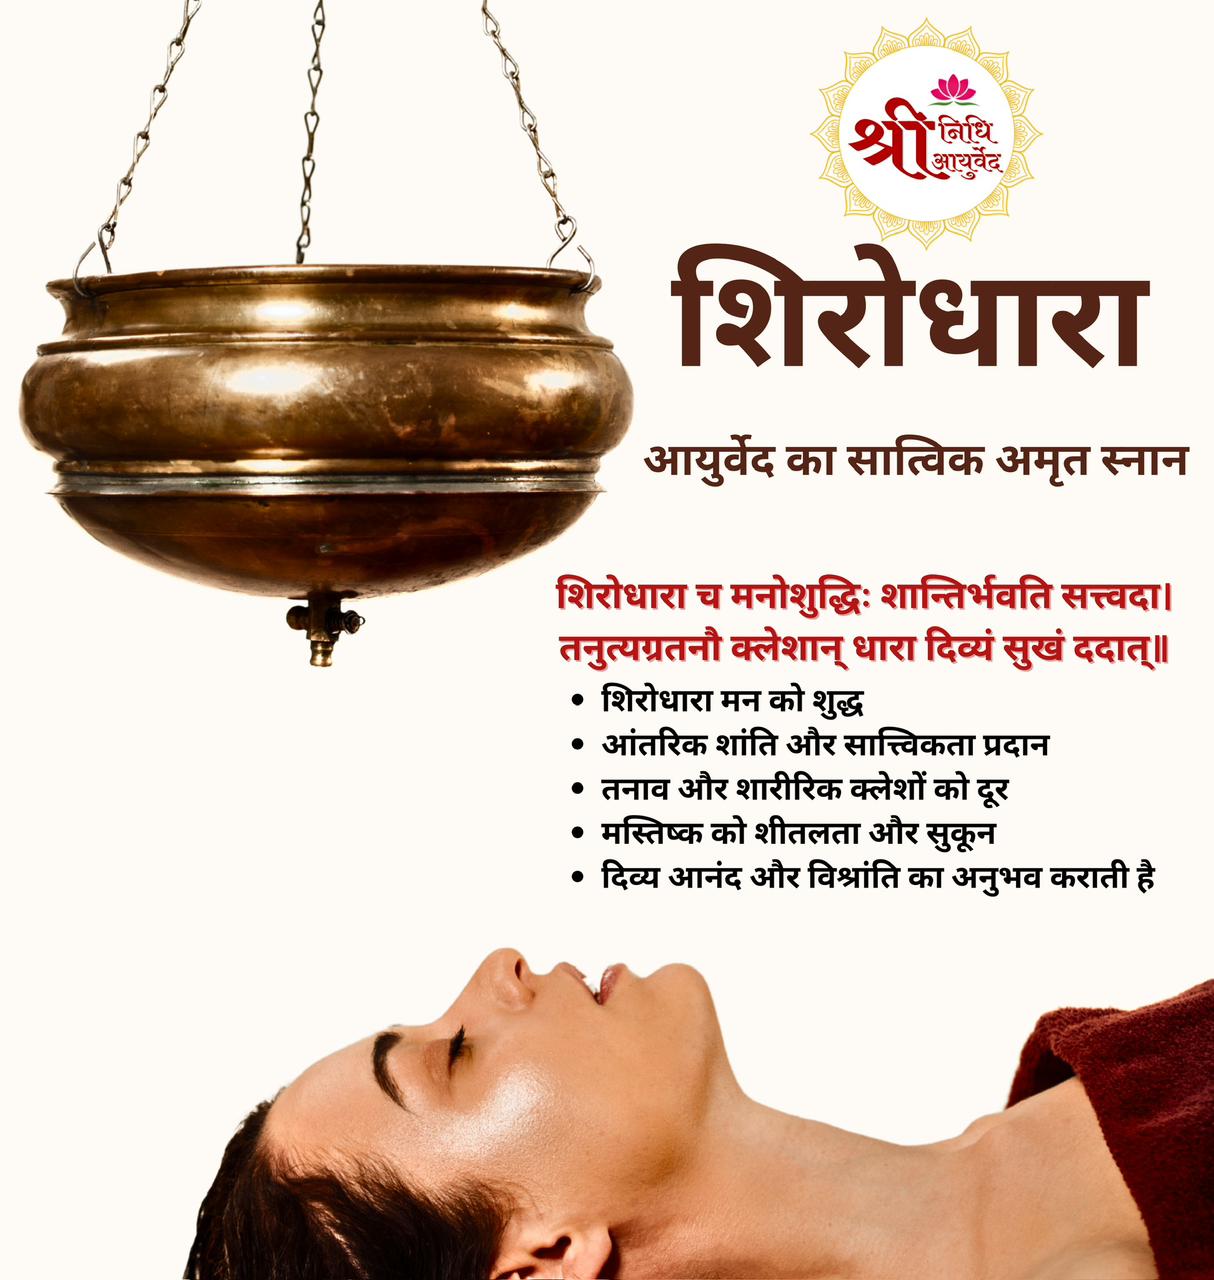 श्रीं निधि
आयुर्वेद
शिरोधारा
आयुर्वेद का सात्विक अमृत स्नान
शिरोधारा च मनोशुद्धिः शान्तिर्भवति सत्त्वदा।
तनुत्यग्रतनौ क्लेशान् धारा दिव्यं सुखं ददात्॥
• शिरोधारा मन को शुद्ध
• आंतरिक शांति और सात्त्विकता प्रदान
• तनाव और शारीरिक क्लेशों को दूर
• मस्तिष्क को शीतलता और सुकून
• दिव्य आनंद और विश्रांति का अनुभव कराती है